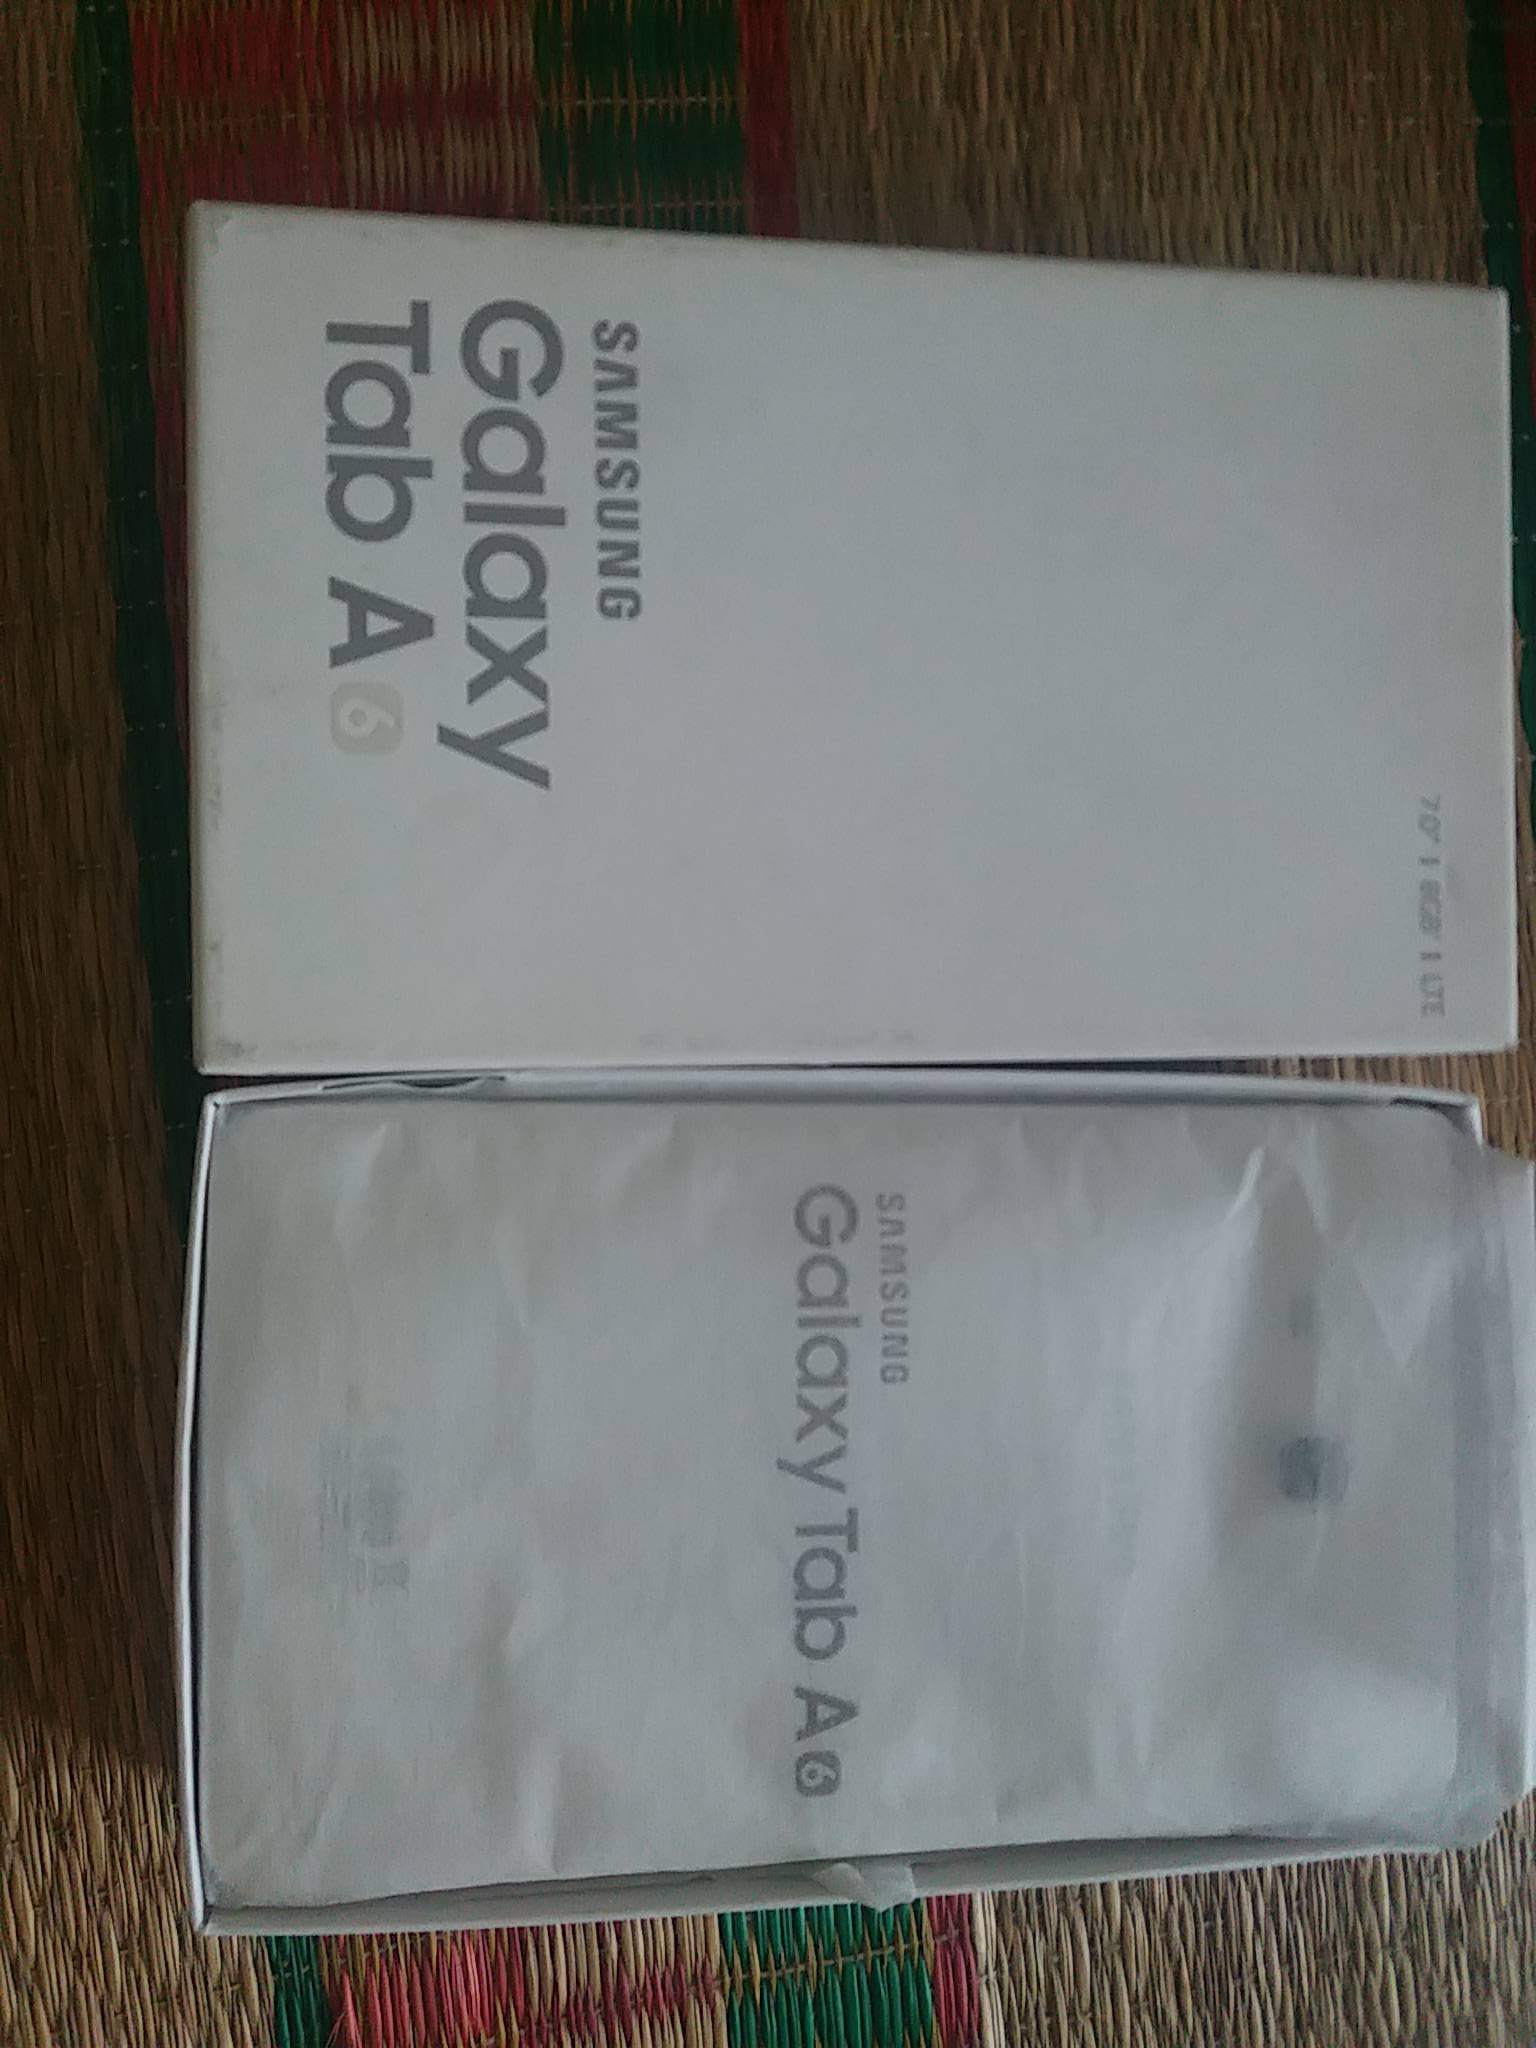 SAMSUNG
Galaxy
Tab A 6
7.0" | 8GB* | LTE
SAMSUNG
Galaxy Tab A 6